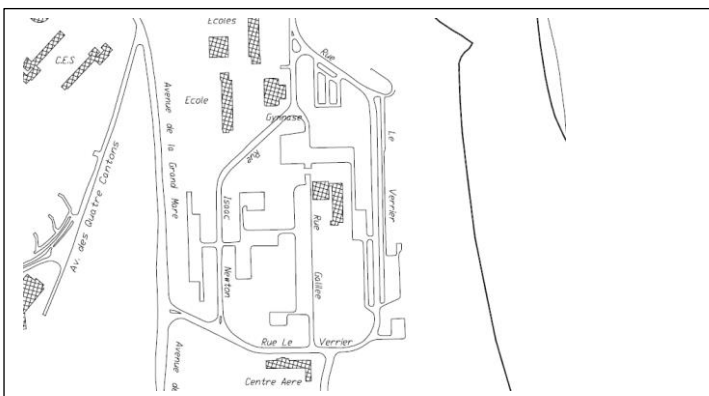 Ecoles
Rue
C.E.S
Ecole
Gymnase
Avenue de la Grand Mare
Rue
Le
Verrier
Av. des Quatre Cantons
Isaac
Rue
Newton
Galilee
Rue Le Verrier
Avenue de
Centre Aere